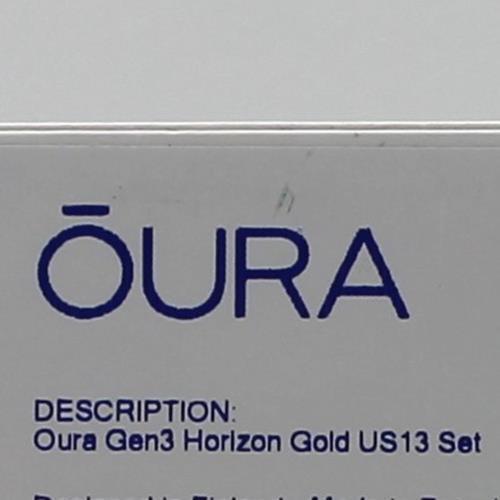 ŌURA
DESCRIPTION:
Oura Gen3 Horizon Gold US13 Set